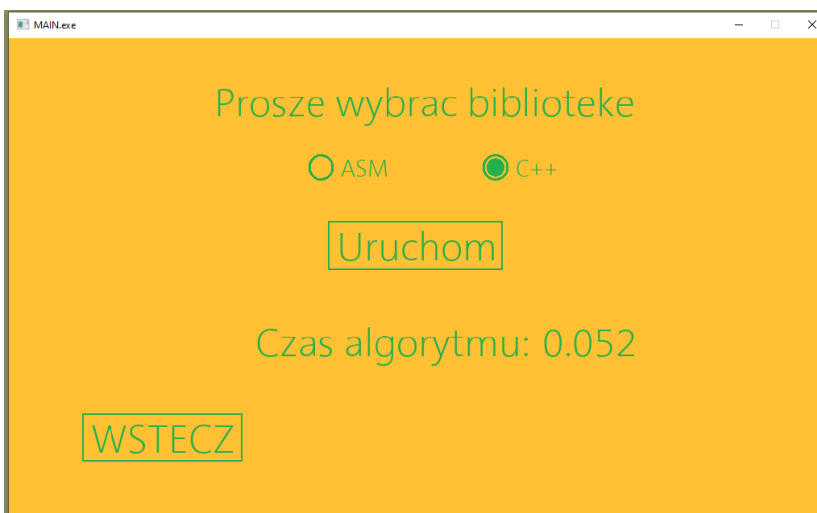 MAIN.exe
Prosze wybrac biblioteke
ASM C++
Uruchom
Czas algorytmu: 0.052
WSTECZ